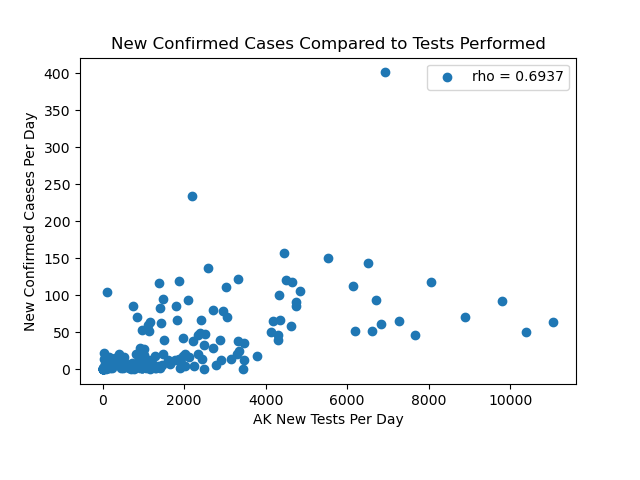 New Confirmed Cases Compared to Tests Performed
rho = 0.6937
400
350
300
250
200
150
100
50
0
New Confirmed Caeses Per Day
0 2000 4000 6000 8000 10000
AK New Tests Per Day